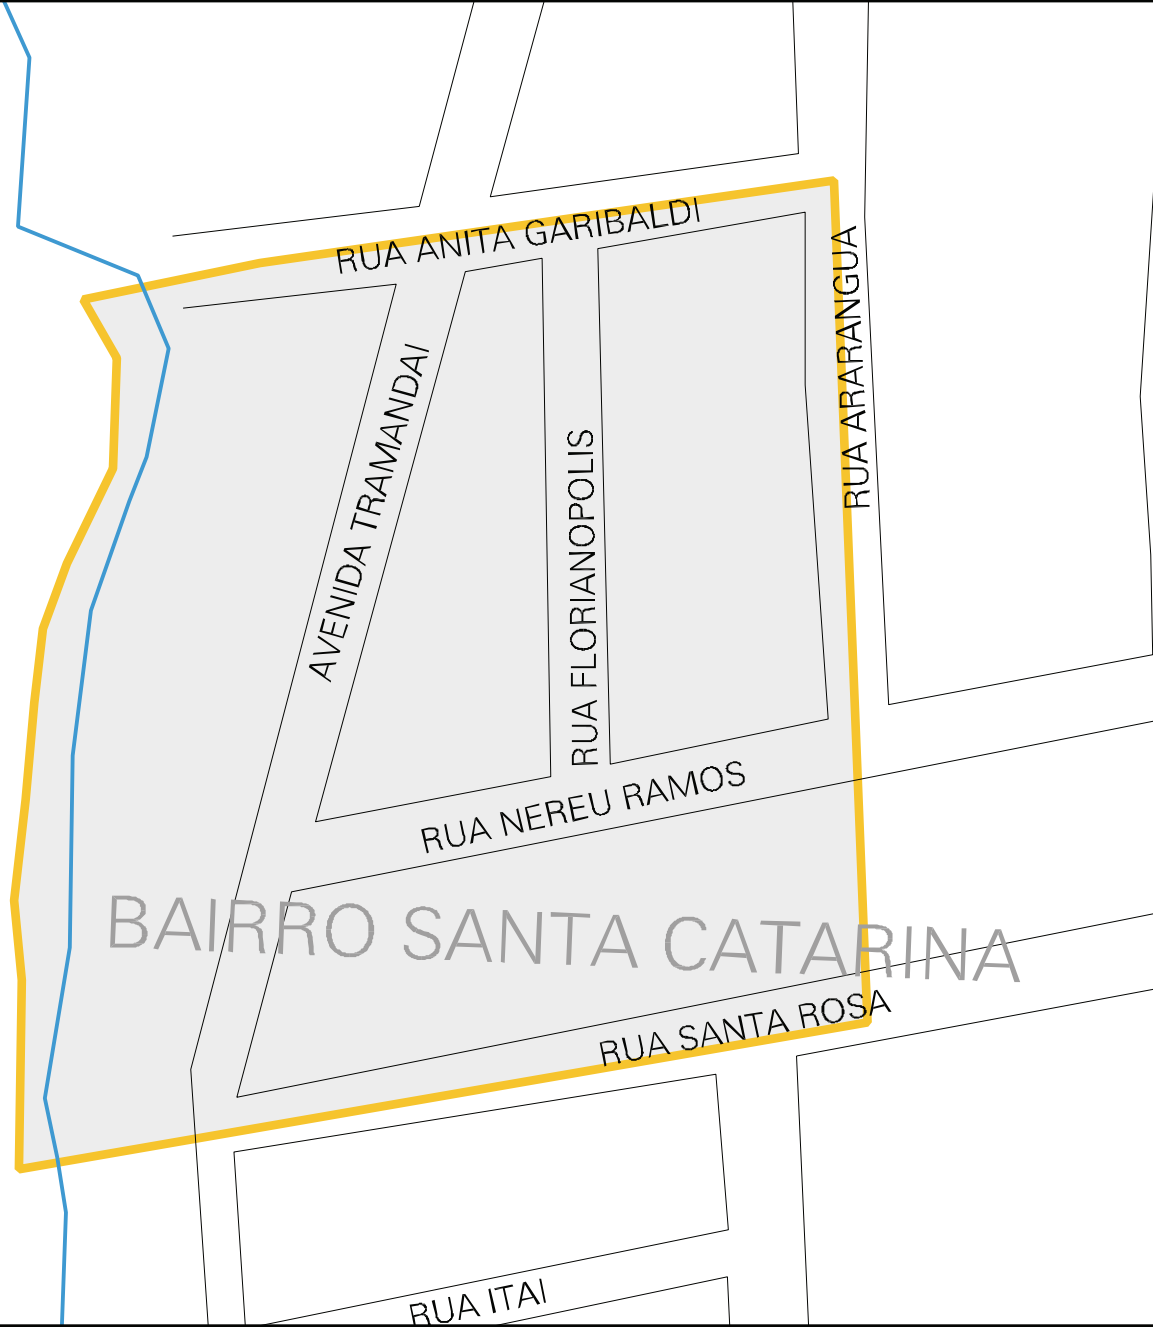 RUA ANITA GARIBALDI
RUA ARARANGUA
AVENIDA TRAMANDAI
RUA FLORIANOPOLIS
RUA NEREU RAMOS
BAIRRO SANTA CATARINA
RUA SANTA ROSA
RUA ITAI